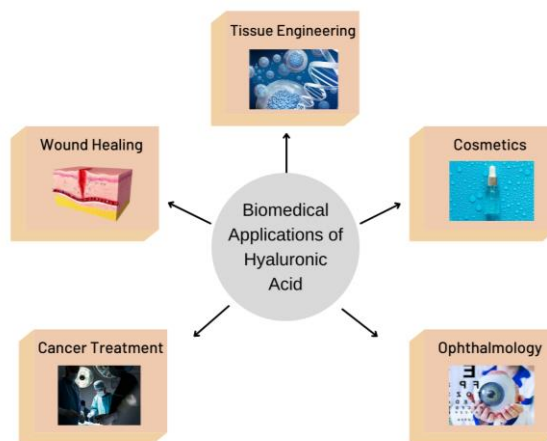 Tissue Engineering
Wound Healing
Cosmetics
Biomedical
Applications of
Hyaluronic
Acid
Cancer Treatment
Ophthalmology
E